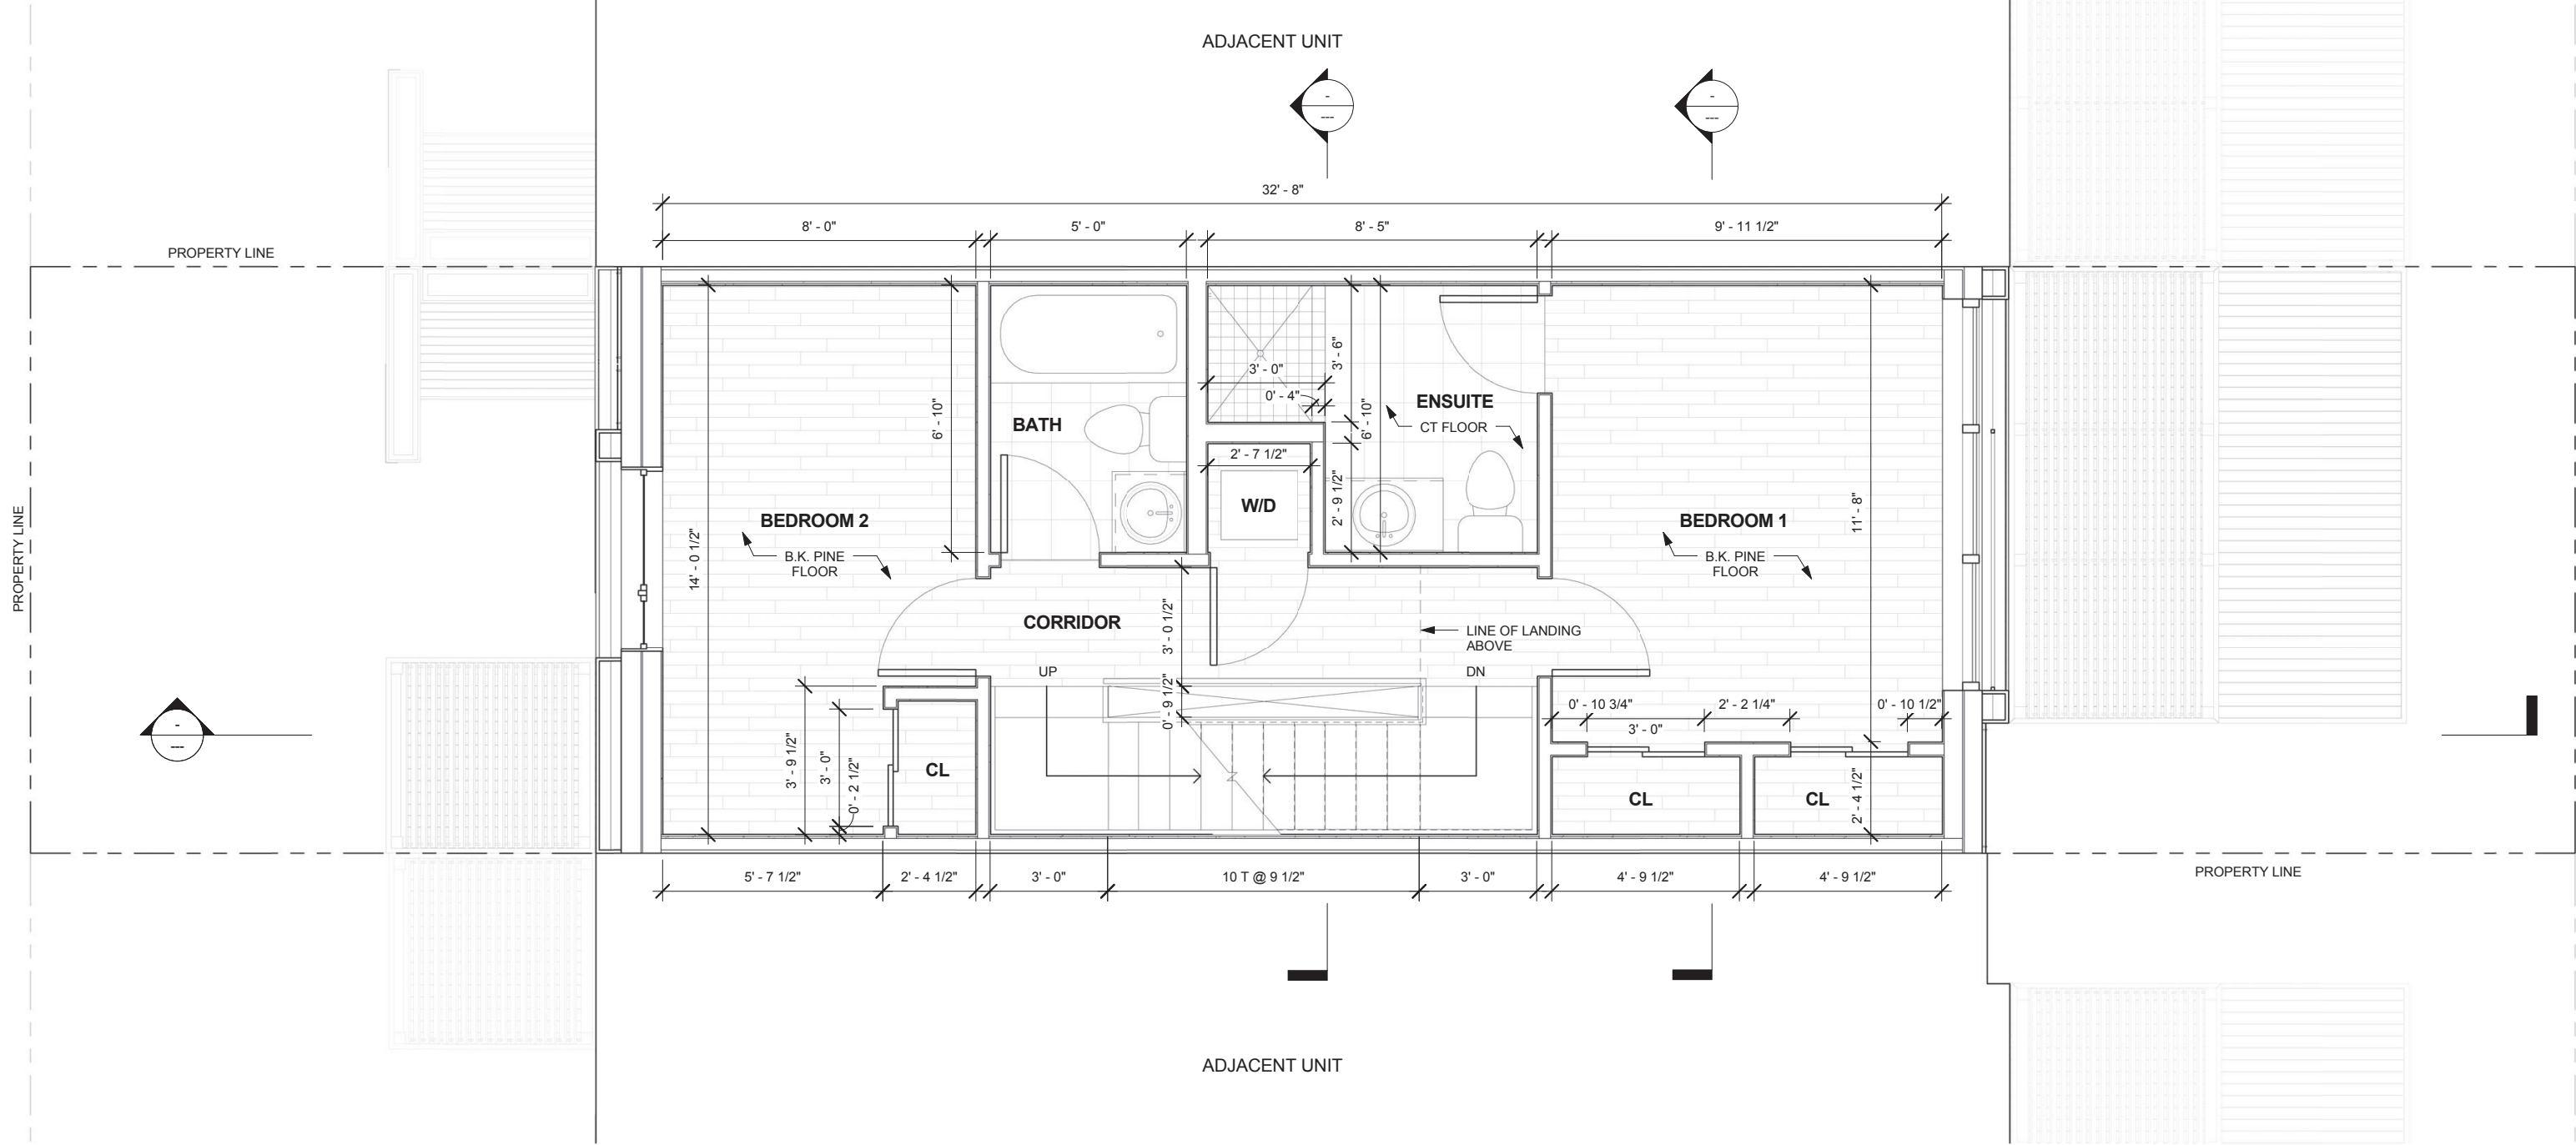 ADJACENT UNIT
-
---
-
---
32' - 8"
8' - 0"
5' - 0"
8' - 5"
9' - 11 1/2"
PROPERTY LINE
PROPERTY LINE
3' - 6"
3' - 0"
0' - 4"
6' - 10"
6' - 10"
BATH
ENSUITE
CT FLOOR
2' - 7 1/2"
2' - 9 1/2"
W/D
11' - 8"
BEDROOM 2
B.K. PINE
FLOOR
14' - 0 1/2"
BEDROOM 1
B.K. PINE
FLOOR
CORRIDOR
3' - 0 1/2"
LINE OF LANDING
ABOVE
UP
DN
0' - 9 1/2"
0' - 10 3/4"
2' - 2 1/4"
0' - 10 1/2"
3' - 0"
-
---
3' - 9 1/2"
3' - 0"
0' - 2 1/2"
CL
CL
CL
2' - 4 1/2"
5' - 7 1/2"
2' - 4 1/2"
3' - 0"
10 T @ 9 1/2"
3' - 0"
4' - 9 1/2"
4' - 9 1/2"
PROPERTY LINE
ADJACENT UNIT